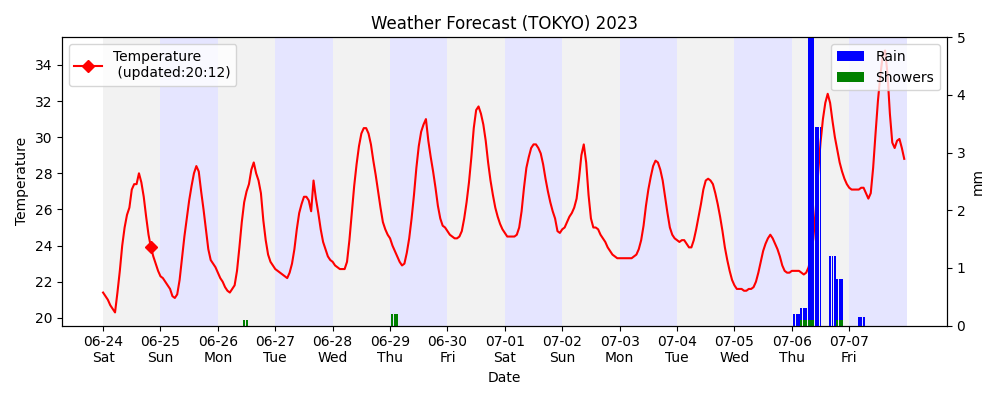 Weather Forecast (TOKYO) 2023
Temperature
(updated:20:12)
Rain
Showers
Temperature
34
32
30
28
26
24
22
20
5
4
3
2
1
0
mm
06-24 06-25 06-26 06-27 06-28 06-29 06-30 07-01 07-02 07-03 07-04 07-05 07-06 07-07
Sat Sun Mon Tue Wed Thu Fri Sat Sun Mon Tue Wed Thu Fri
Date